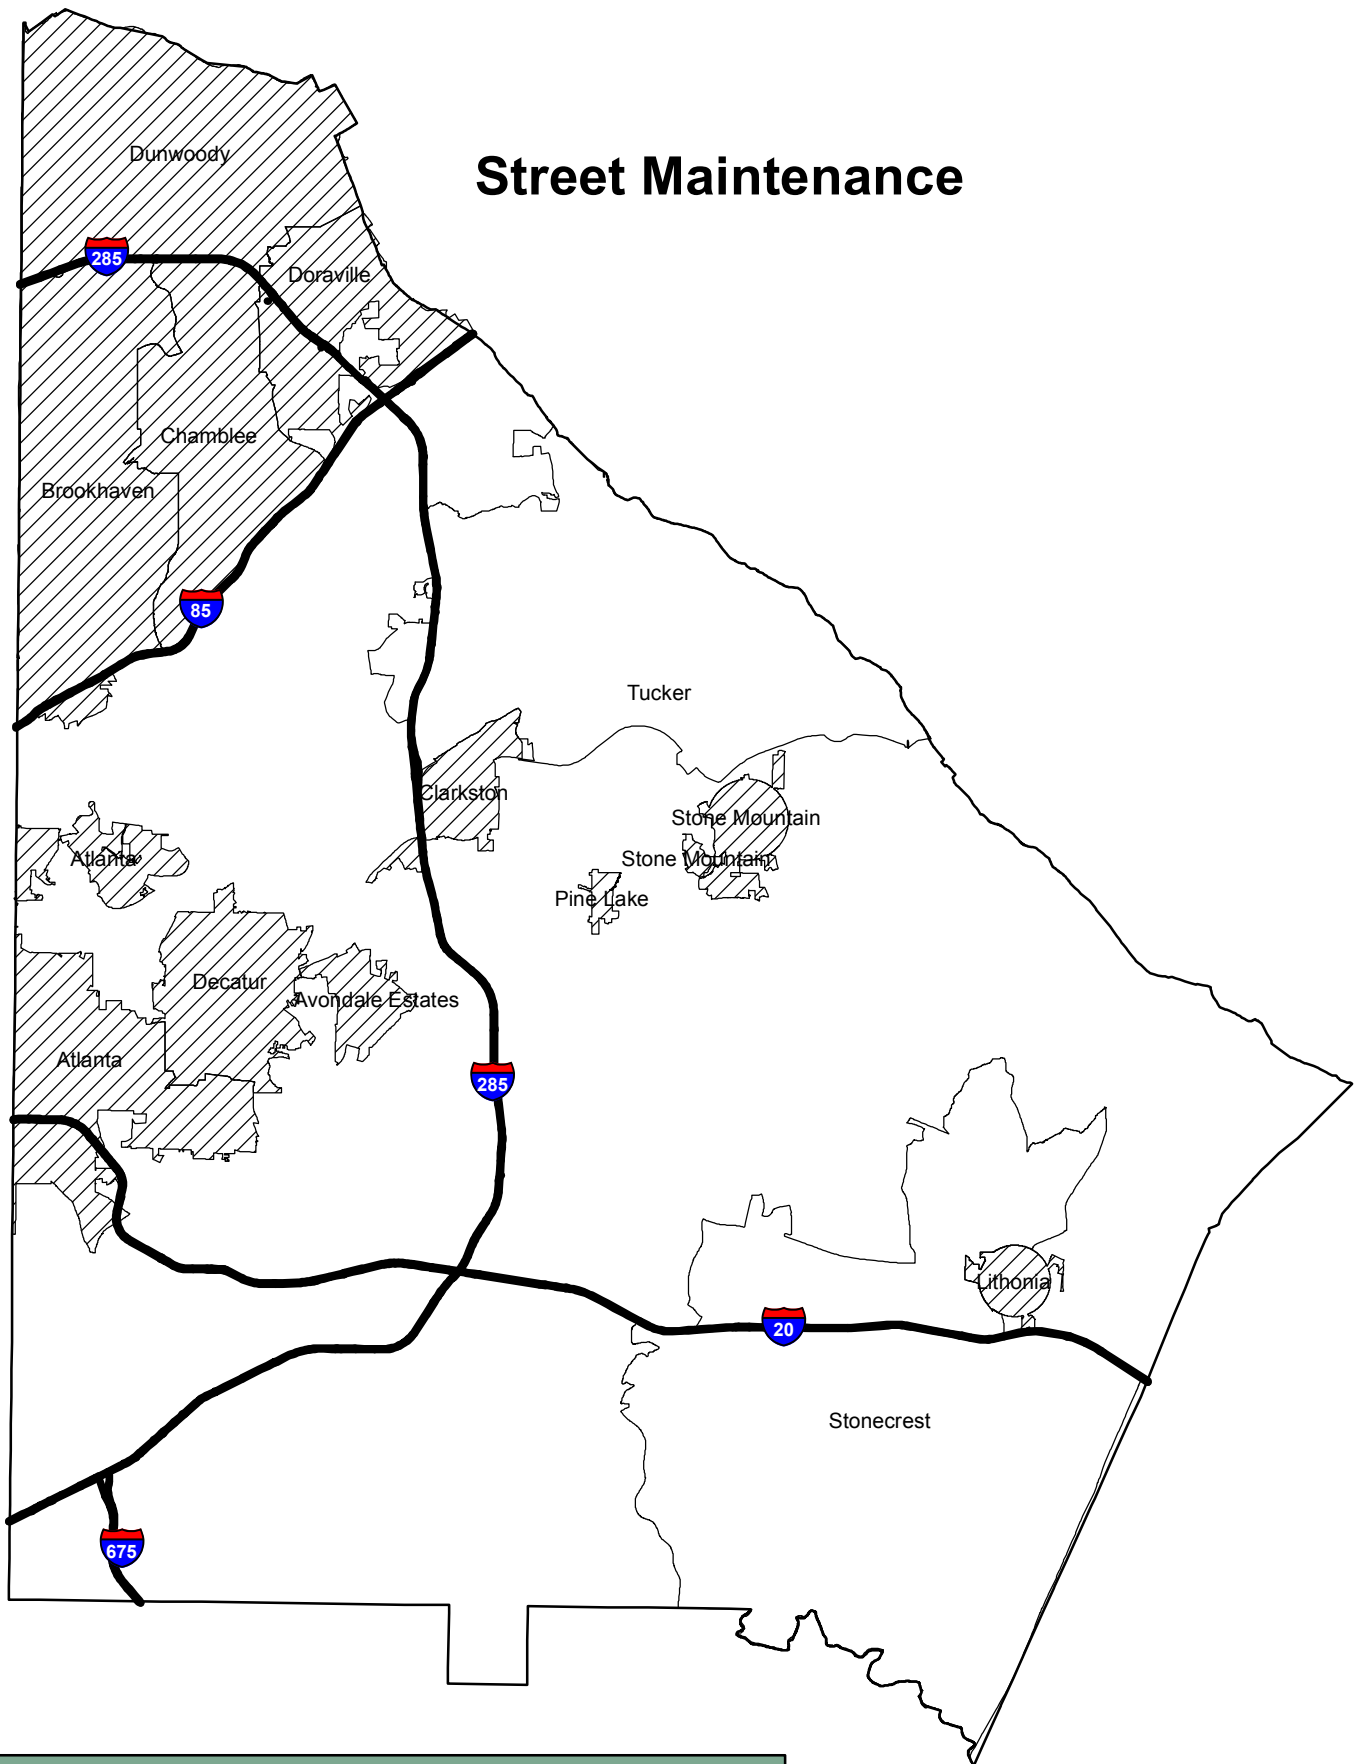 Dunwoody
Street Maintenance
285
Doraville
Chamblee
Brookhaven
85
Tucker
Clarkston
Stone Mountain
Atlanta
Stone Mountain
Pine Lake
Decatur
Avondale Estates
Atlanta
285
Lithonia
20
Stonecrest
675